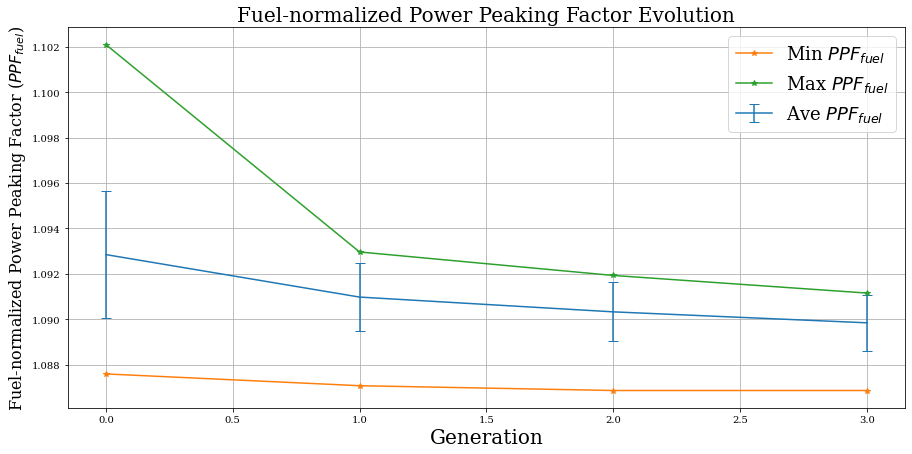 Fuel-normalized Power Peaking Factor Evolution
Fuel-normalized Power Peaking Factor (PPF_fuel)
1.102
1.100
1.098
1.096
1.094
1.092
1.090
1.088
Min PPF_fuel
Max PPF_fuel
Ave PPF_fuel
0.0
0.5
1.0
1.5
2.0
2.5
3.0
Generation